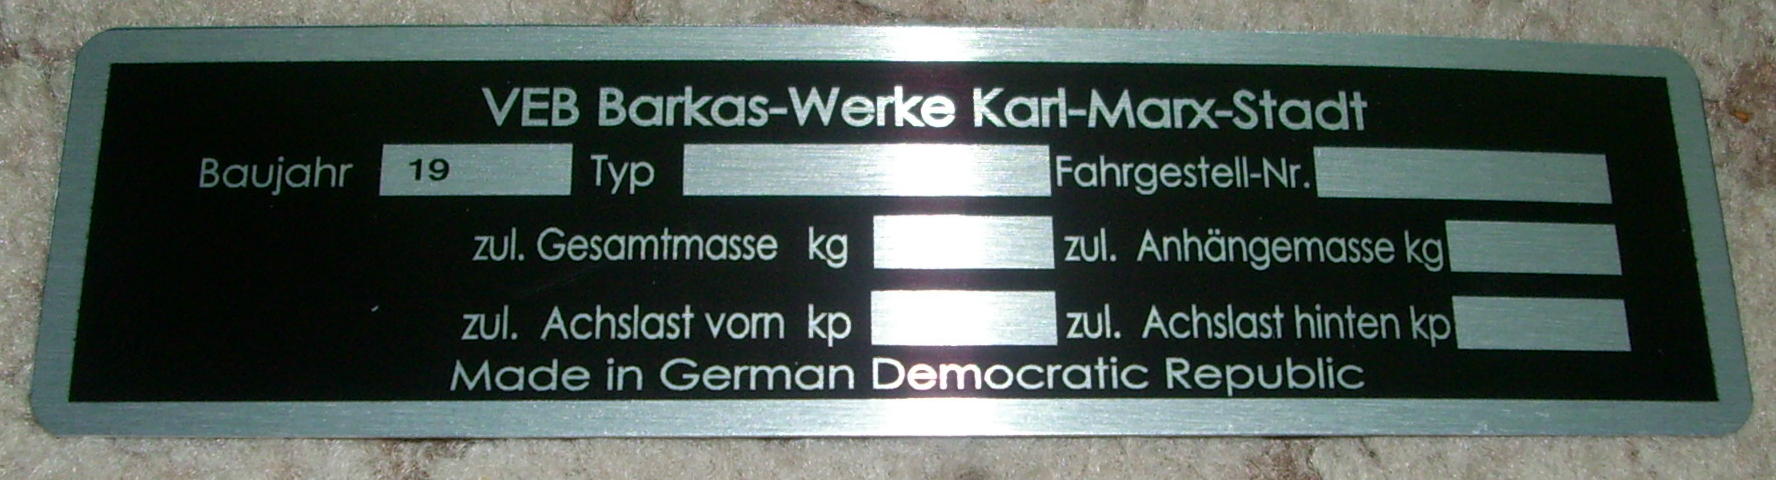 VEB Barkas-Werke Karl-Marx-Stadt
Baujahr 19 Typ Fahrgestell-Nr.
zul. Gesamtmasse kg zul. Anhängemasse kg
zul. Achslast vorn kp zul. Achslast hinten kp
Made in German Democratic Republic